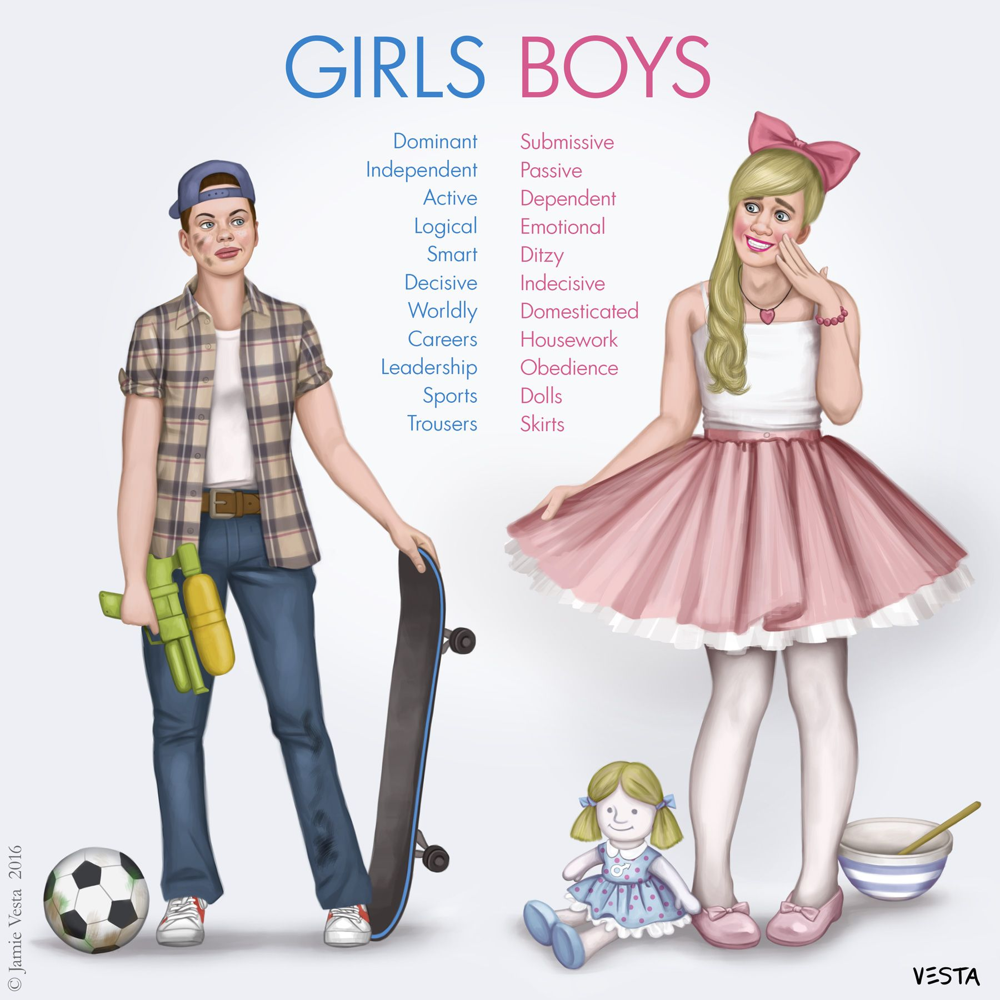 GIRLS BOYS
Dominant
Independent
Active
Logical
Smart
Decisive
Worldly
Careers
Leadership
Sports
Trousers
Submissive
Passive
Dependent
Emotional
Ditzy
Indecisive
Domesticated
Housework
Obedience
Dolls
Skirts
© Jamie Vesta 2016
VESTA